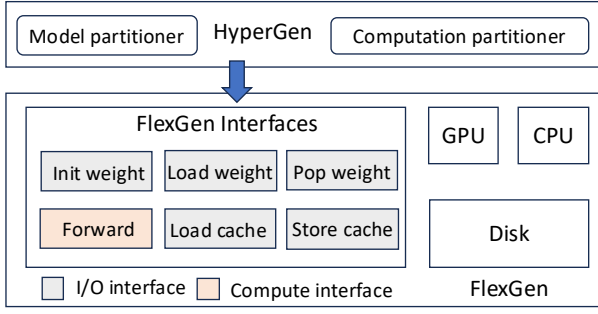 Model partitioner HyperGen Computation partitioner
FlexGen Interfaces
GPU CPU
Init weight Load weight Pop weight
Forward Load cache Store cache
Disk
I/O interface Compute interface
FlexGen